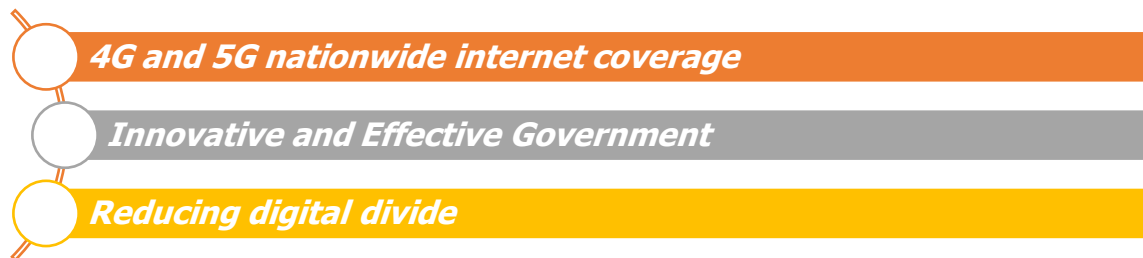 4G and 5G nationwide internet coverage
Innovative and Effective Government
Reducing digital divide